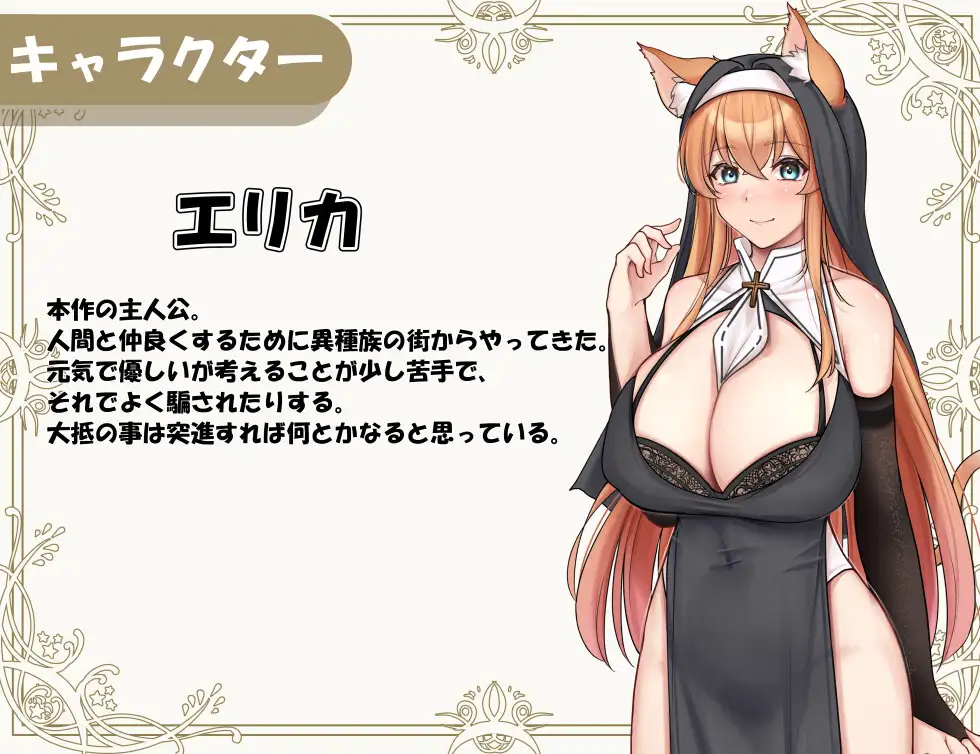 キャラクター
エリカ
本作の主人公。
人間と仲良くするために異種族の街からやってきた。
元気で優しいが考えることが少し苦手で、
それでよく騙されたりする。
大抵の事は突進すれば何とかなると思っている。